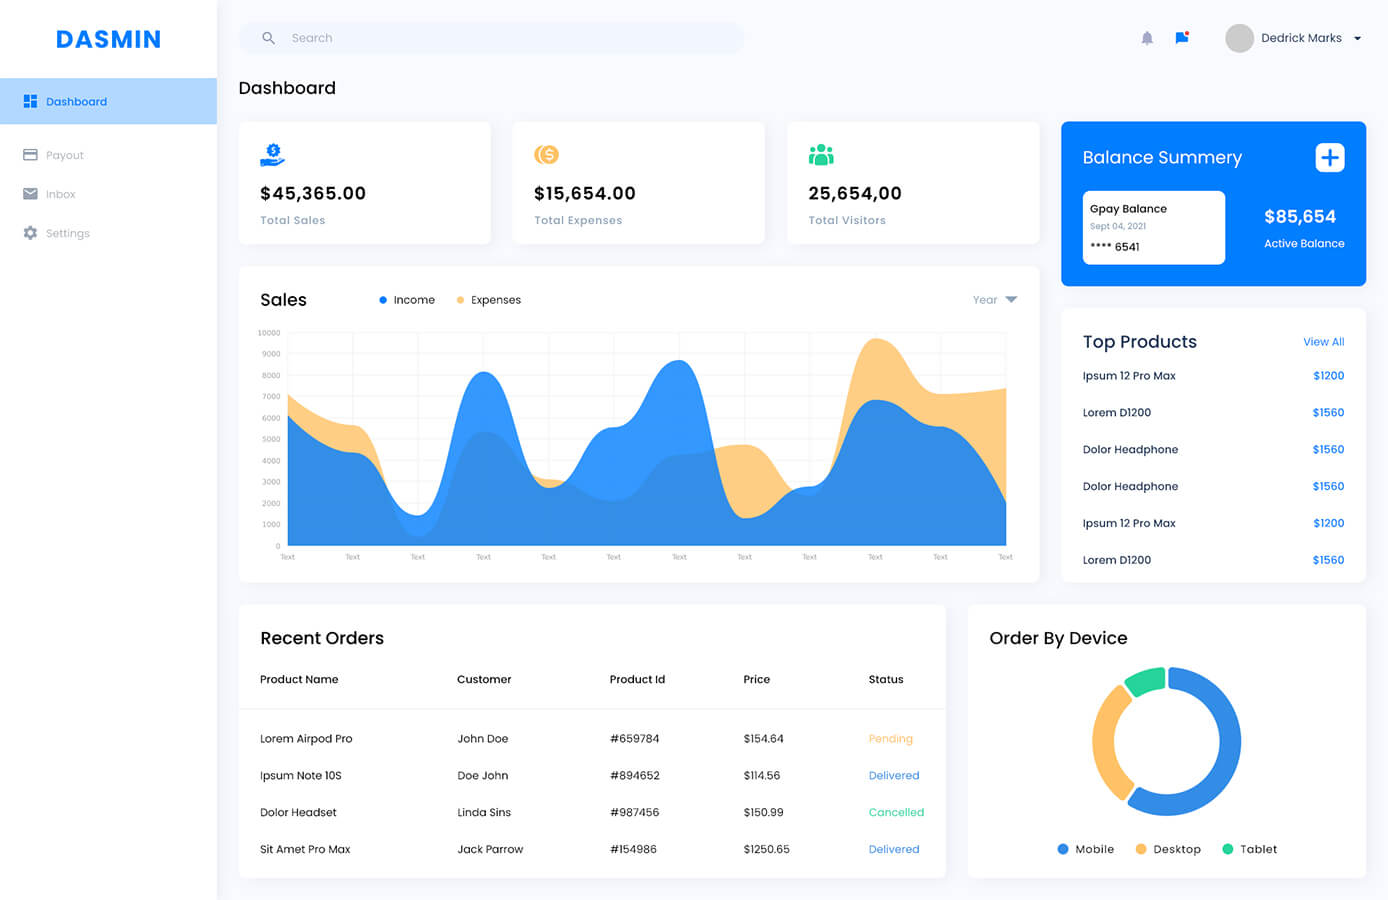 DASMIN
Search
Dedrick Marks
Dashboard
Dashboard
Payout
Inbox
Settings
$45,365.00
Total Sales
$15,654.00
Total Expenses
25,654,00
Total Visitors
Balance Summery
Gpay Balance
Sept 04, 2021
**** 6541
$85,654
Active Balance
Sales
Income
Expenses
Year
10000
9000
8000
7000
6000
5000
4000
3000
2000
1000
0
Text Text Text Text Text Text Text Text Text Text Text Text
Top Products View All
Ipsum 12 Pro Max $1200
Lorem D1200 $1560
Dolor Headphone $1560
Dolor Headphone $1560
Ipsum 12 Pro Max $1200
Lorem D1200 $1560
Recent Orders
Product Name Customer Product Id Price Status
Lorem Airpod Pro John Doe #659784 $154.64 Pending
Ipsum Note 10S Doe John #894652 $114.56 Delivered
Dolor Headset Linda Sins #987456 $150.99 Cancelled
Sit Amet Pro Max Jack Parrow #154986 $1250.65 Delivered
Order By Device
Mobile Desktop Tablet